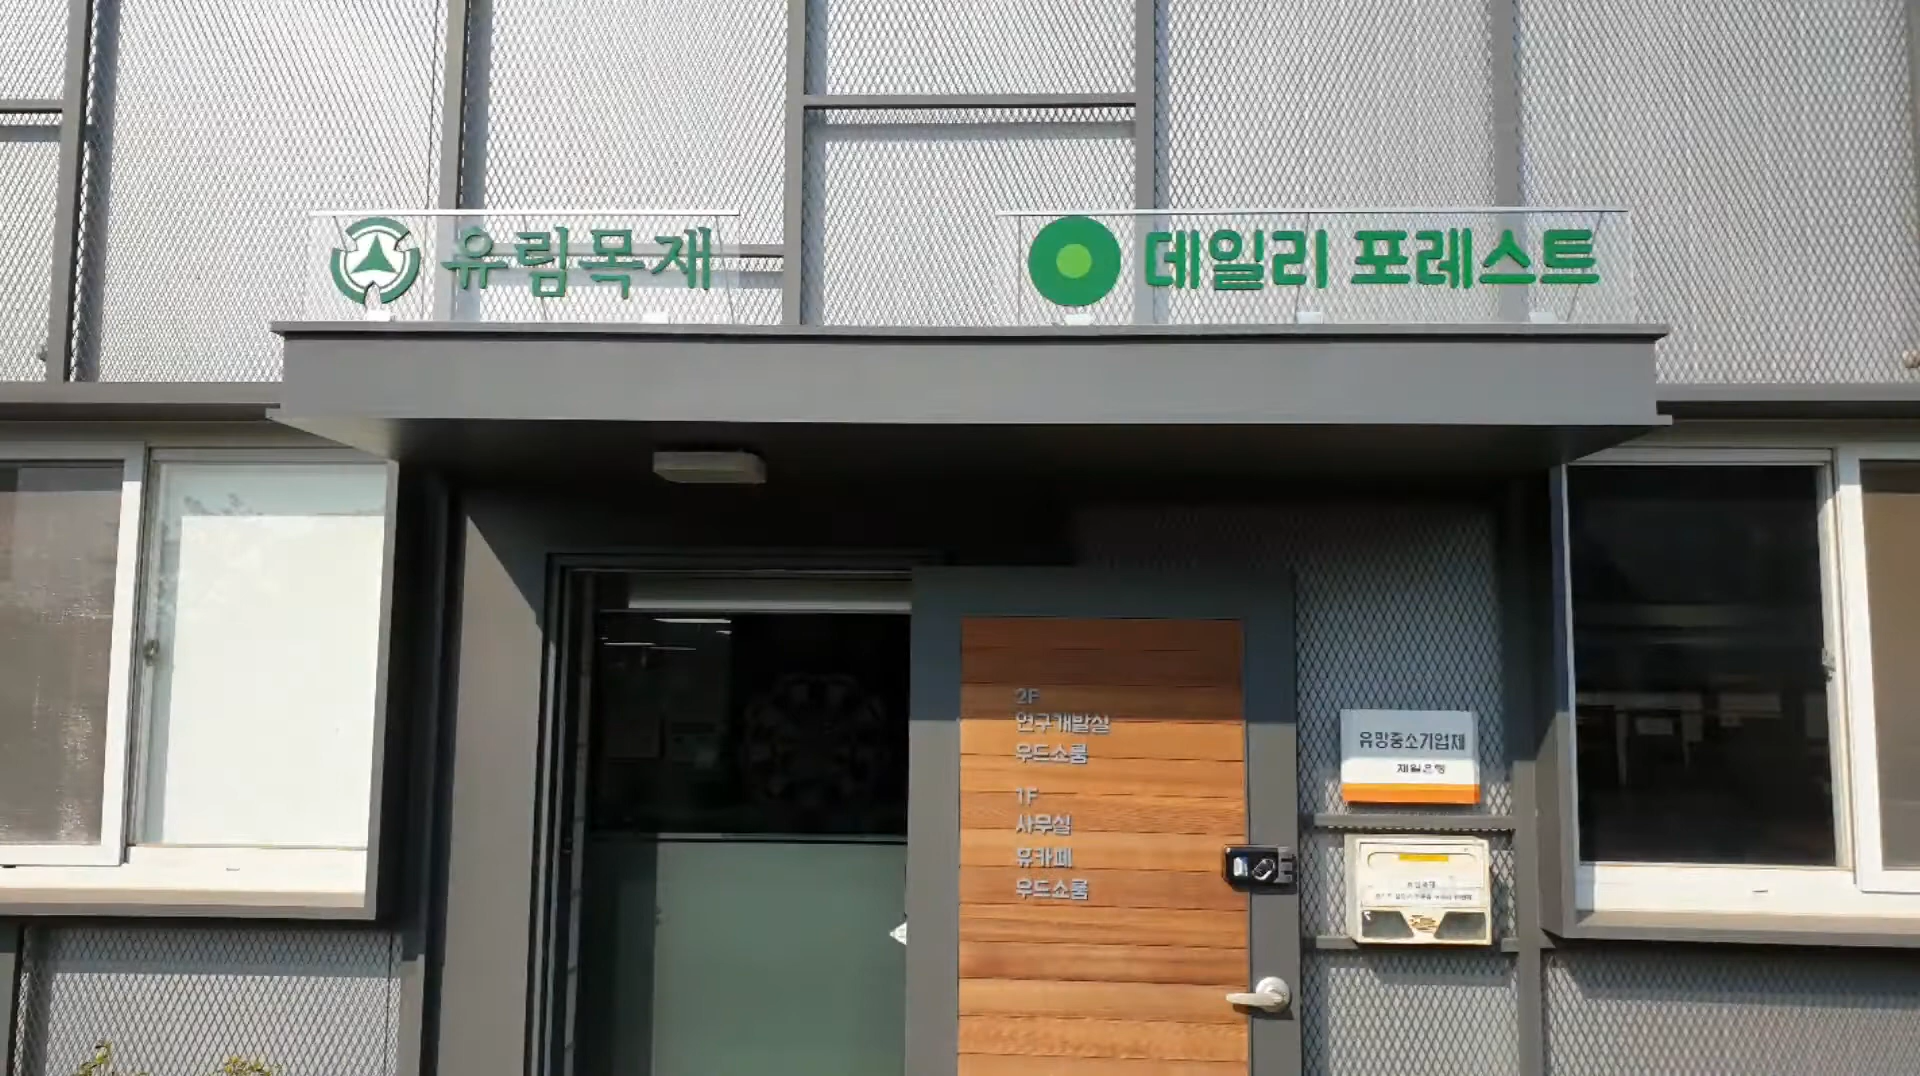 유림목재
데일리 포레스트
2F
연구개발실
우드쇼룸
1F
사무실
휴카페
우드쇼룸
유망중소기업체
제일은행